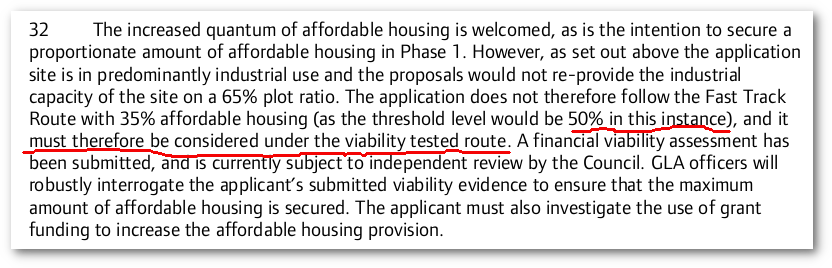 32 The increased quantum of affordable housing is welcomed, as is the intention to secure a
proportionate amount of affordable housing in Phase 1. However, as set out above the application
site is in predominantly industrial use and the proposals would not re-provide the industrial
capacity of the site on a 65% plot ratio. The application does not therefore follow the Fast Track
Route with 35% affordable housing (as the threshold level would be 50% in this instance), and it
must therefore be considered under the viability tested route. A financial viability assessment has
been submitted, and is currently subject to independent review by the Council. GLA officers will
robustly interrogate the applicant’s submitted viability evidence to ensure that the maximum
amount of affordable housing is secured. The applicant must also investigate the use of grant
funding to increase the affordable housing provision.